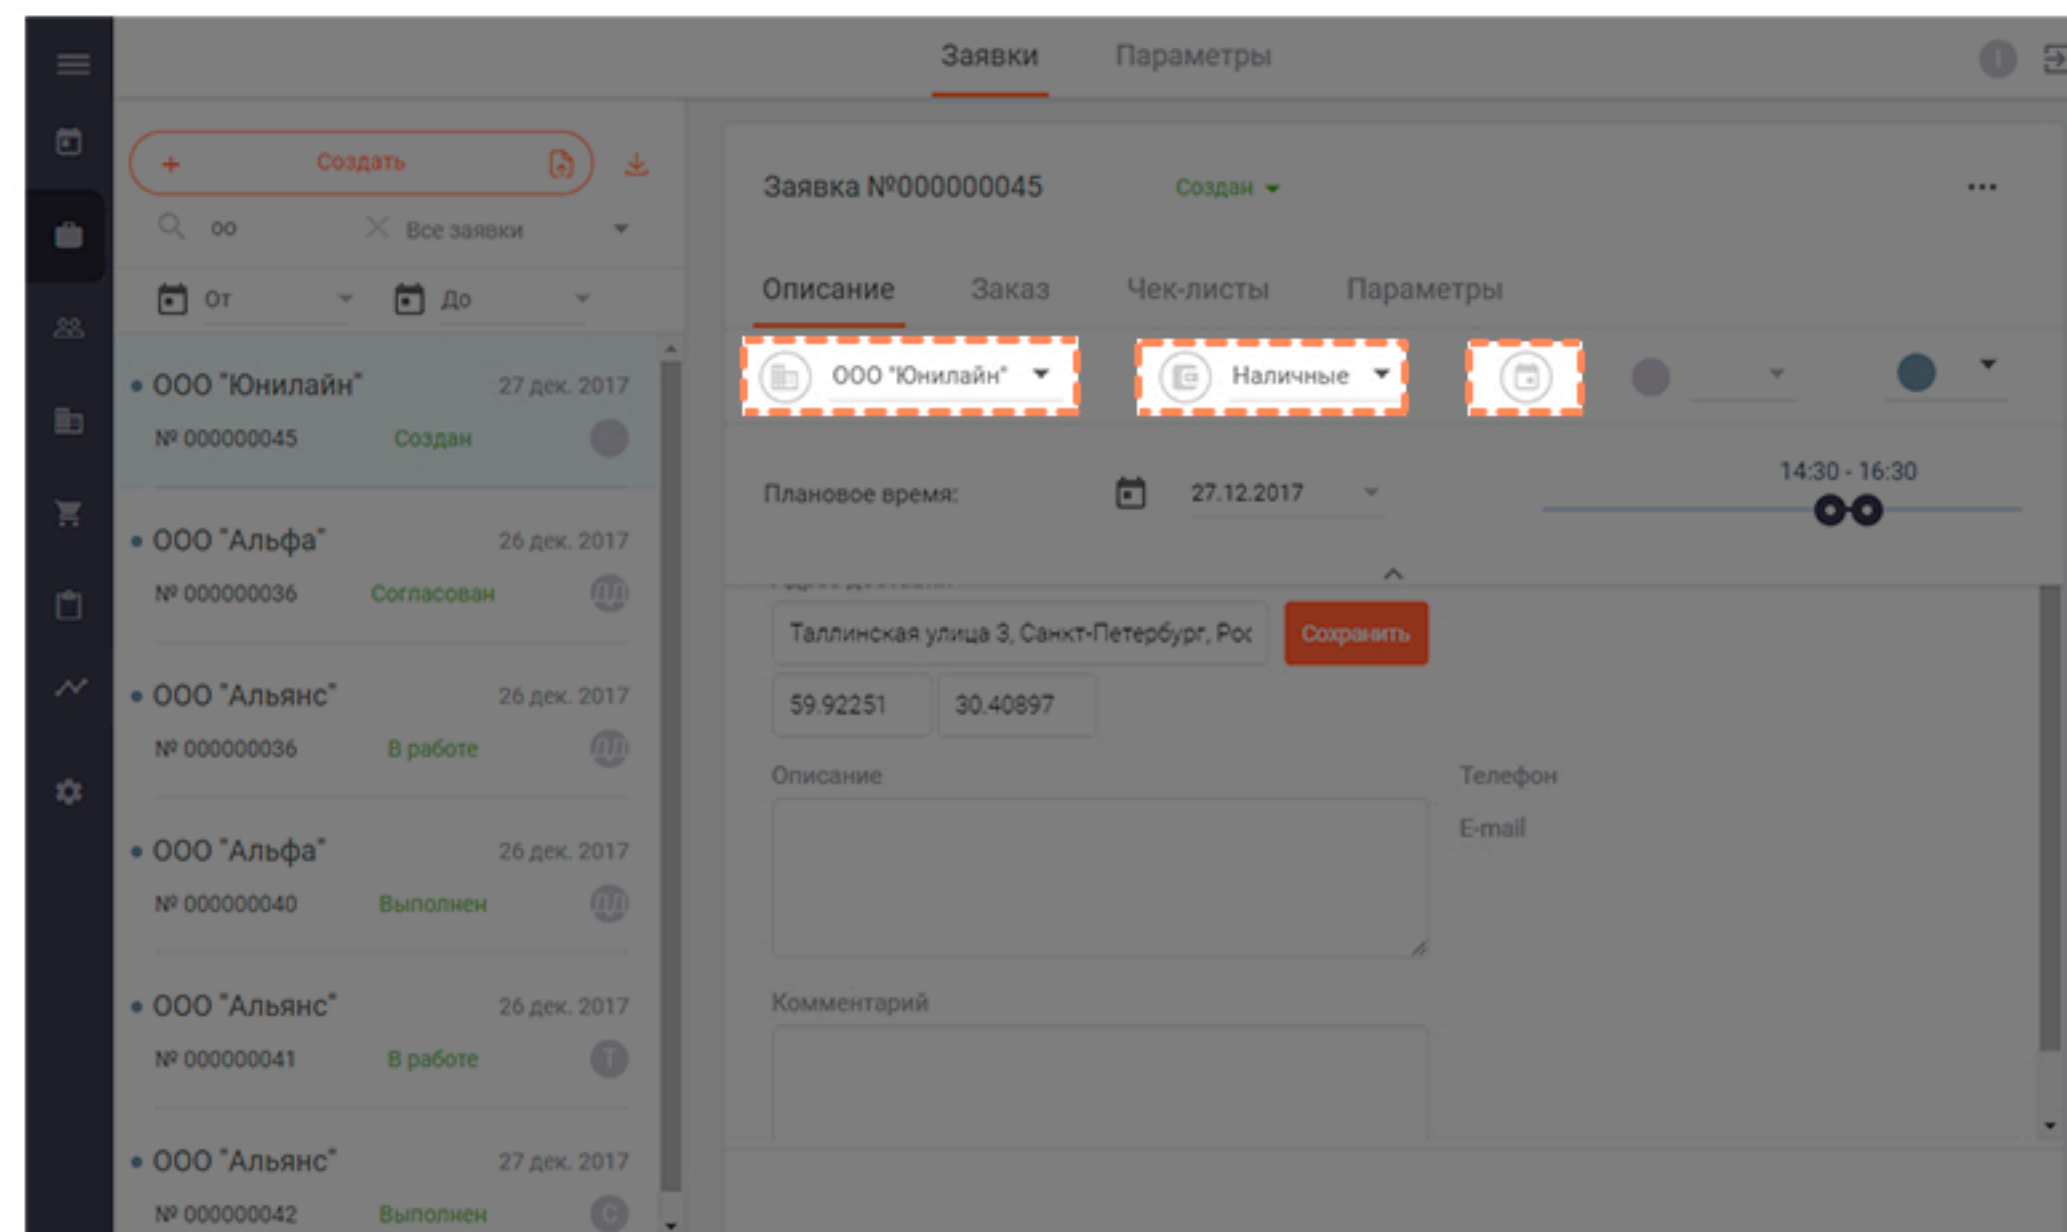 Заявки Параметры
+ Создать
оо Все заявки
От До
ООО "Юнилайн" 27 дек. 2017
№ 000000045 Создан
ООО "Альфа" 26 дек. 2017
№ 000000036 Согласован
ООО "Альянс" 26 дек. 2017
№ 000000036 В работе
ООО "Альфа" 26 дек. 2017
№ 000000040 Выполнен
ООО "Альянс" 26 дек. 2017
№ 000000041 В работе Т
ООО "Альянс" 27 дек. 2017
№ 000000042 Выполнен С
Заявка №000000045 Создан ...
Описание Заказ Чек-листы Параметры
ООО "Юнилайн" Наличные
14:30 - 16:30
Плановое время: 27.12.2017
Таллинская улица 3, Санкт-Петербург, Рос Сохранить
59.92251 30.40897
Описание Телефон
E-mail
Комментарий